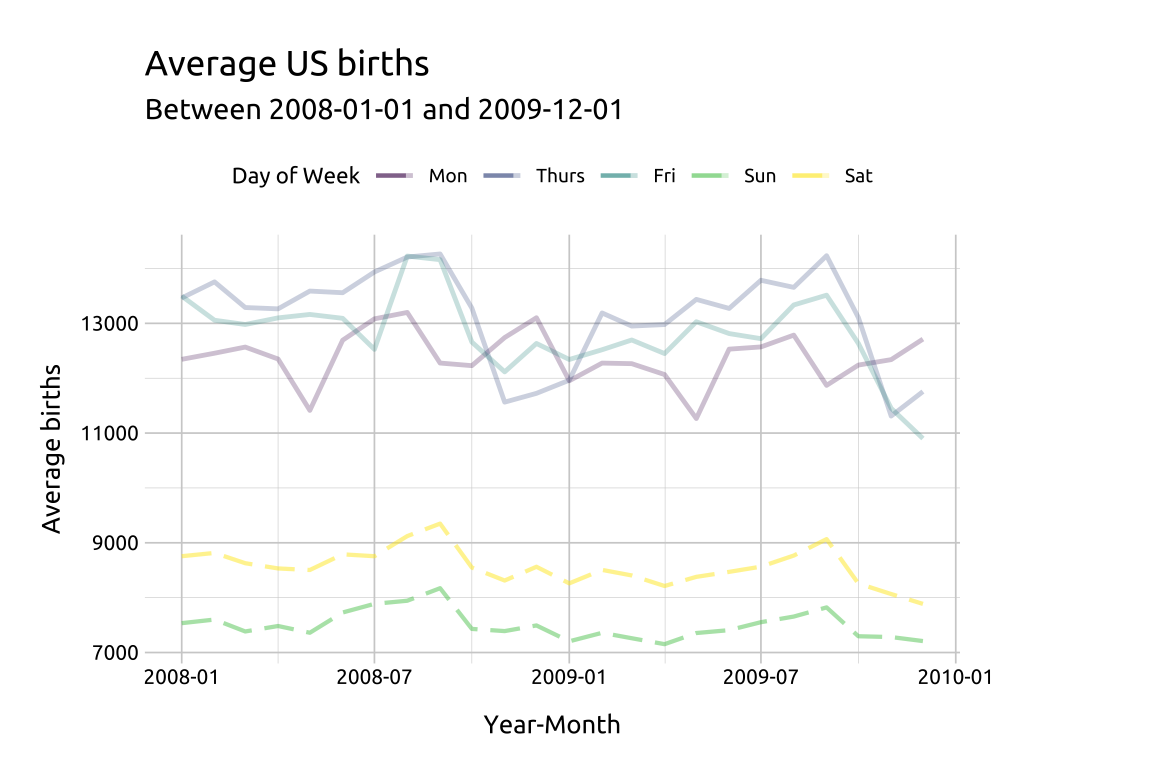 Average US births
Between 2008-01-01 and 2009-12-01
Day of Week Mon Thurs Fri Sun Sat
13000
11000
9000
7000
Average births
2008-01 2008-07 2009-01 2009-07 2010-01
Year-Month